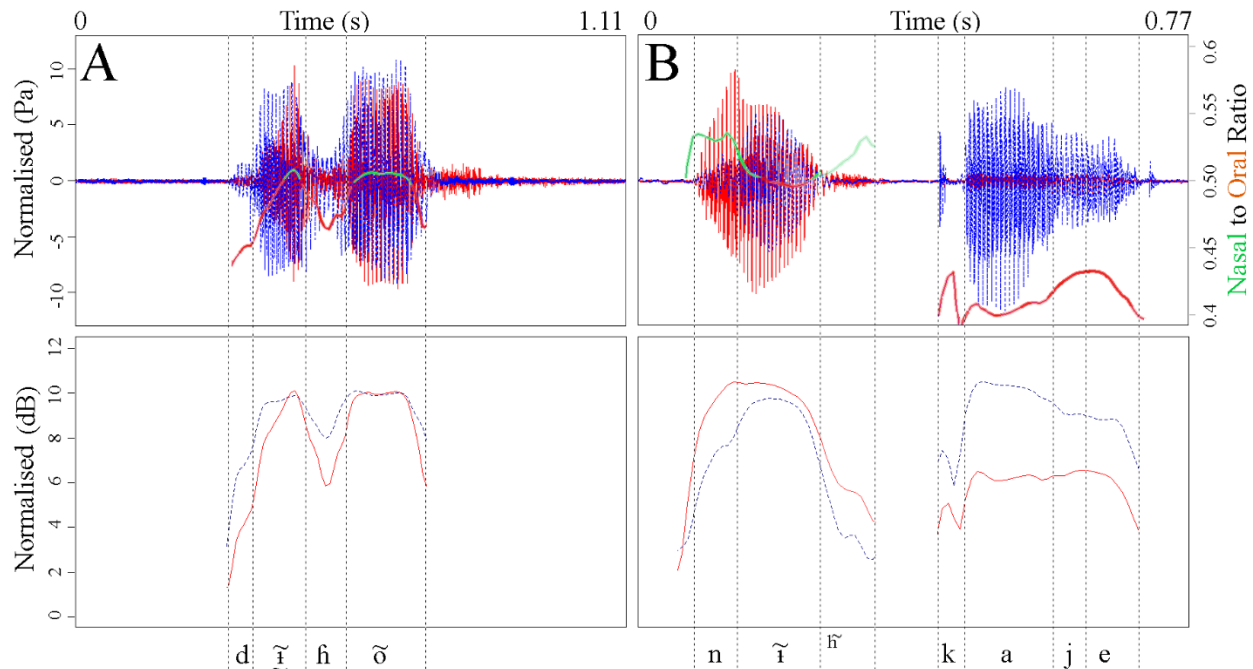 0 Time (s) 1.11
0 Time (s) 0.77
A
B
Normalised (Pa)
10
5
0
-5
-10
0.6
0.55
0.50
0.45
0.4
Nasal to Oral Ratio
Normalised (dB)
12
10
8
6
4
2
0
d ɨ̰̃ ɦ õ
n ɨ̃ ɦ̃ k a j e